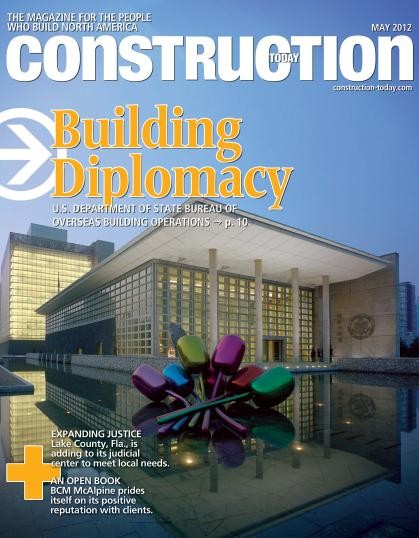 THE MAGAZINE FOR THE PEOPLE
WHO BUILD NORTH AMERICA
MAY 2012
CONSTRUCTION
TODAY
construction-today.com
Building
Diplomacy
U.S. DEPARTMENT OF STATE BUREAU OF
OVERSEAS BUILDING OPERATIONS → p. 10
EXPANDING JUSTICE
Lake County, Fla., is
adding to its judicial
center to meet local needs.
AN OPEN BOOK
BCM McAlpine prides
itself on its positive
reputation with clients.